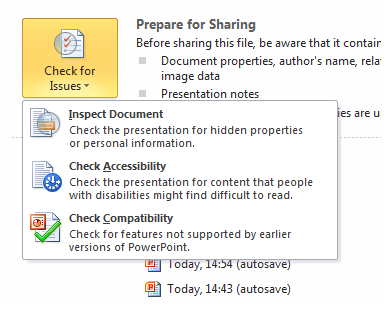 Prepare for Sharing
Before sharing this file, be aware that it contain
Document properties, author's name, rela
image data
Presentation notes
Check for
Issues
ies are u
Inspect Document
Check the presentation for hidden properties
or personal information.
Check Accessibility
Check the presentation for content that people
with disabilities might find difficult to read.
Check Compatibility
Check for features not supported by earlier
versions of PowerPoint.
Today, 14:54 (autosave)
Today, 14:43 (autosave)